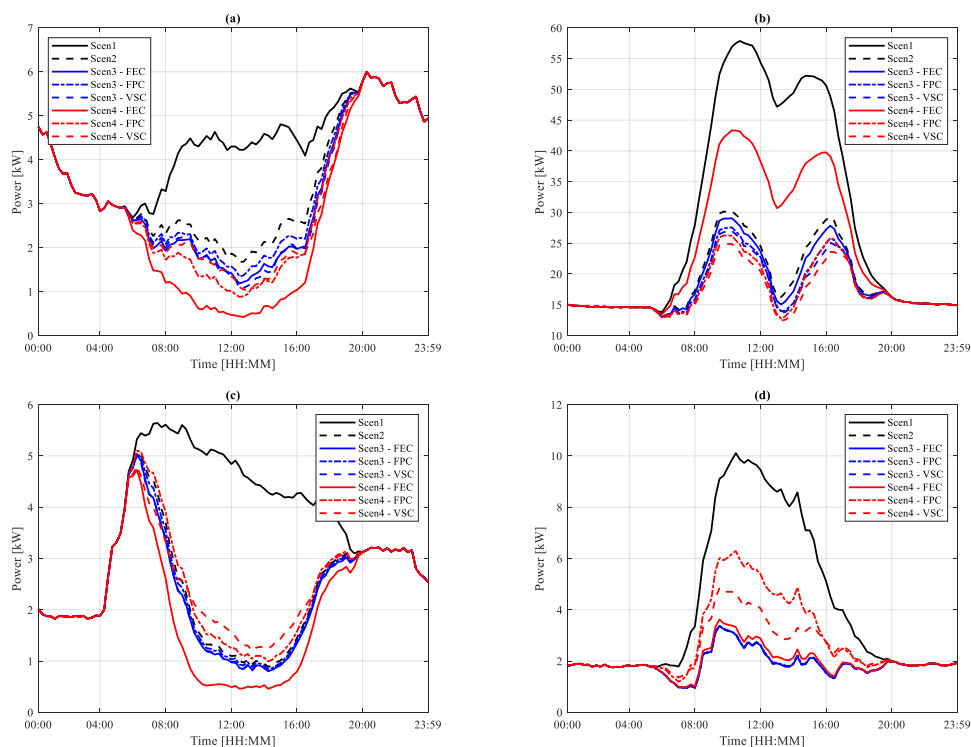 (a)
7
6
5
4
3
2
1
0
Power [kW]
00:00 04:00 08:00 12:00 16:00 20:00 23:59
Time [HH:MM]
Scen1
Scen2
Scen3 - FEC
Scen3 - FPC
Scen3 - VSC
Scen4 - FEC
Scen4 - FPC
Scen4 - VSC
(b)
60
55
50
45
40
35
30
25
20
15
10
Power [kW]
00:00 04:00 08:00 12:00 16:00 20:00 23:59
Time [HH:MM]
Scen1
Scen2
Scen3 - FEC
Scen3 - FPC
Scen3 - VSC
Scen4 - FEC
Scen4 - FPC
Scen4 - VSC
(c)
6
5
4
3
2
1
0
Power [kW]
00:00 04:00 08:00 12:00 16:00 20:00 23:59
Time [HH:MM]
Scen1
Scen2
Scen3 - FEC
Scen3 - FPC
Scen3 - VSC
Scen4 - FEC
Scen4 - FPC
Scen4 - VSC
(d)
12
10
8
6
4
2
0
Power [kW]
00:00 04:00 08:00 12:00 16:00 20:00 23:59
Time [HH:MM]
Scen1
Scen2
Scen3 - FEC
Scen3 - FPC
Scen3 - VSC
Scen4 - FEC
Scen4 - FPC
Scen4 - VSC